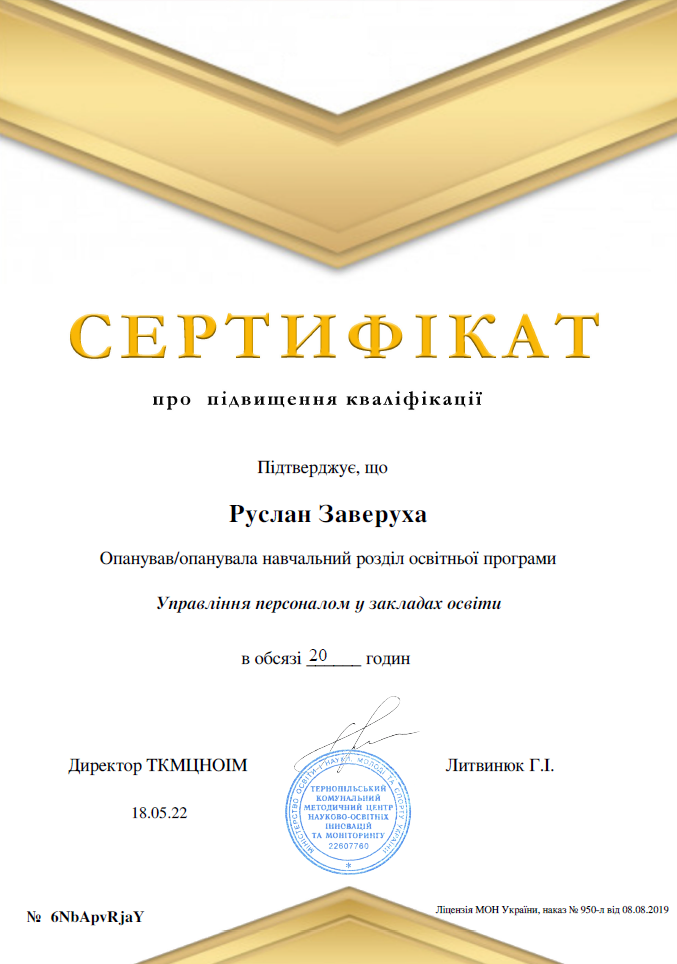 СЕРТИФІКАТ
про підвищення кваліфікації
Підтверджує, що
Руслан Заверуха
Опанував/опанувала навчальний розділ освітньої програми
Управління персоналом у закладах освіти
в обсязі 20 годин
Директор ТКМЦНОІМ
Литвинюк Г.І.
18.05.22
МІНІСТЕРСТВО ОСВІТИ І НАУКИ, МОЛОДІ ТА СПОРТУ УКРАЇНИ
ТЕРНОПІЛЬСЬКИЙ
КОМУНАЛЬНИЙ
МЕТОДИЧНИЙ ЦЕНТР
НАУКОВО-ОСВІТНІХ
ІННОВАЦІЙ
ТА МОНІТОРИНГУ
22607760
№ 6NbApvRjaY
Ліцензія МОН України, наказ № 950-л від 08.08.2019